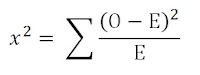 x² = ∑ (O − E)² / E